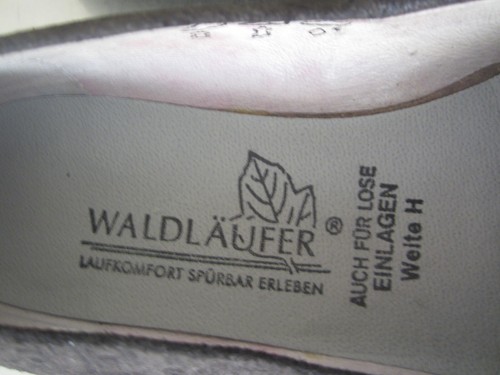 WALDLÄUFER®
LAUFKOMFORT SPÜRBAR ERLEBEN
AUCH FÜR LOSE
EINLAGEN
Weite H